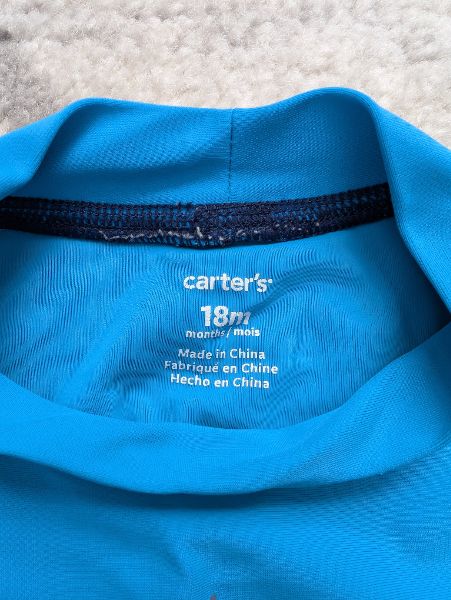 carter's
18m
months/mois
Made in China
Fabriqué en Chine
Hecho en China